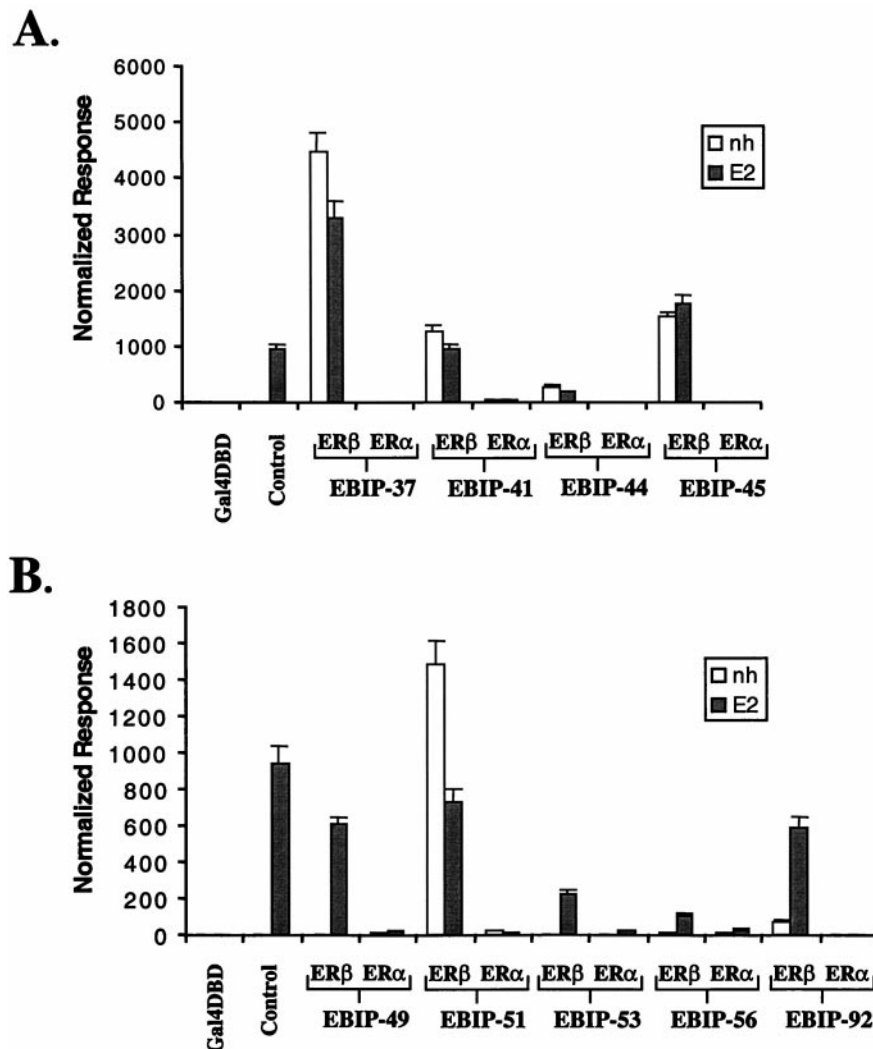 A.
Normalized Response
6000
5000
4000
3000
2000
1000
0
nh
E2
Gal4DBD
Control
ERβ ERα
EBIP-37
ERβ ERα
EBIP-41
ERβ ERα
EBIP-44
ERβ ERα
EBIP-45
B.
Normalized Response
1800
1600
1400
1200
1000
800
600
400
200
0
nh
E2
Gal4DBD
Control
ERβ ERα
EBIP-49
ERβ ERα
EBIP-51
ERβ ERα
EBIP-53
ERβ ERα
EBIP-56
ERβ ERα
EBIP-92